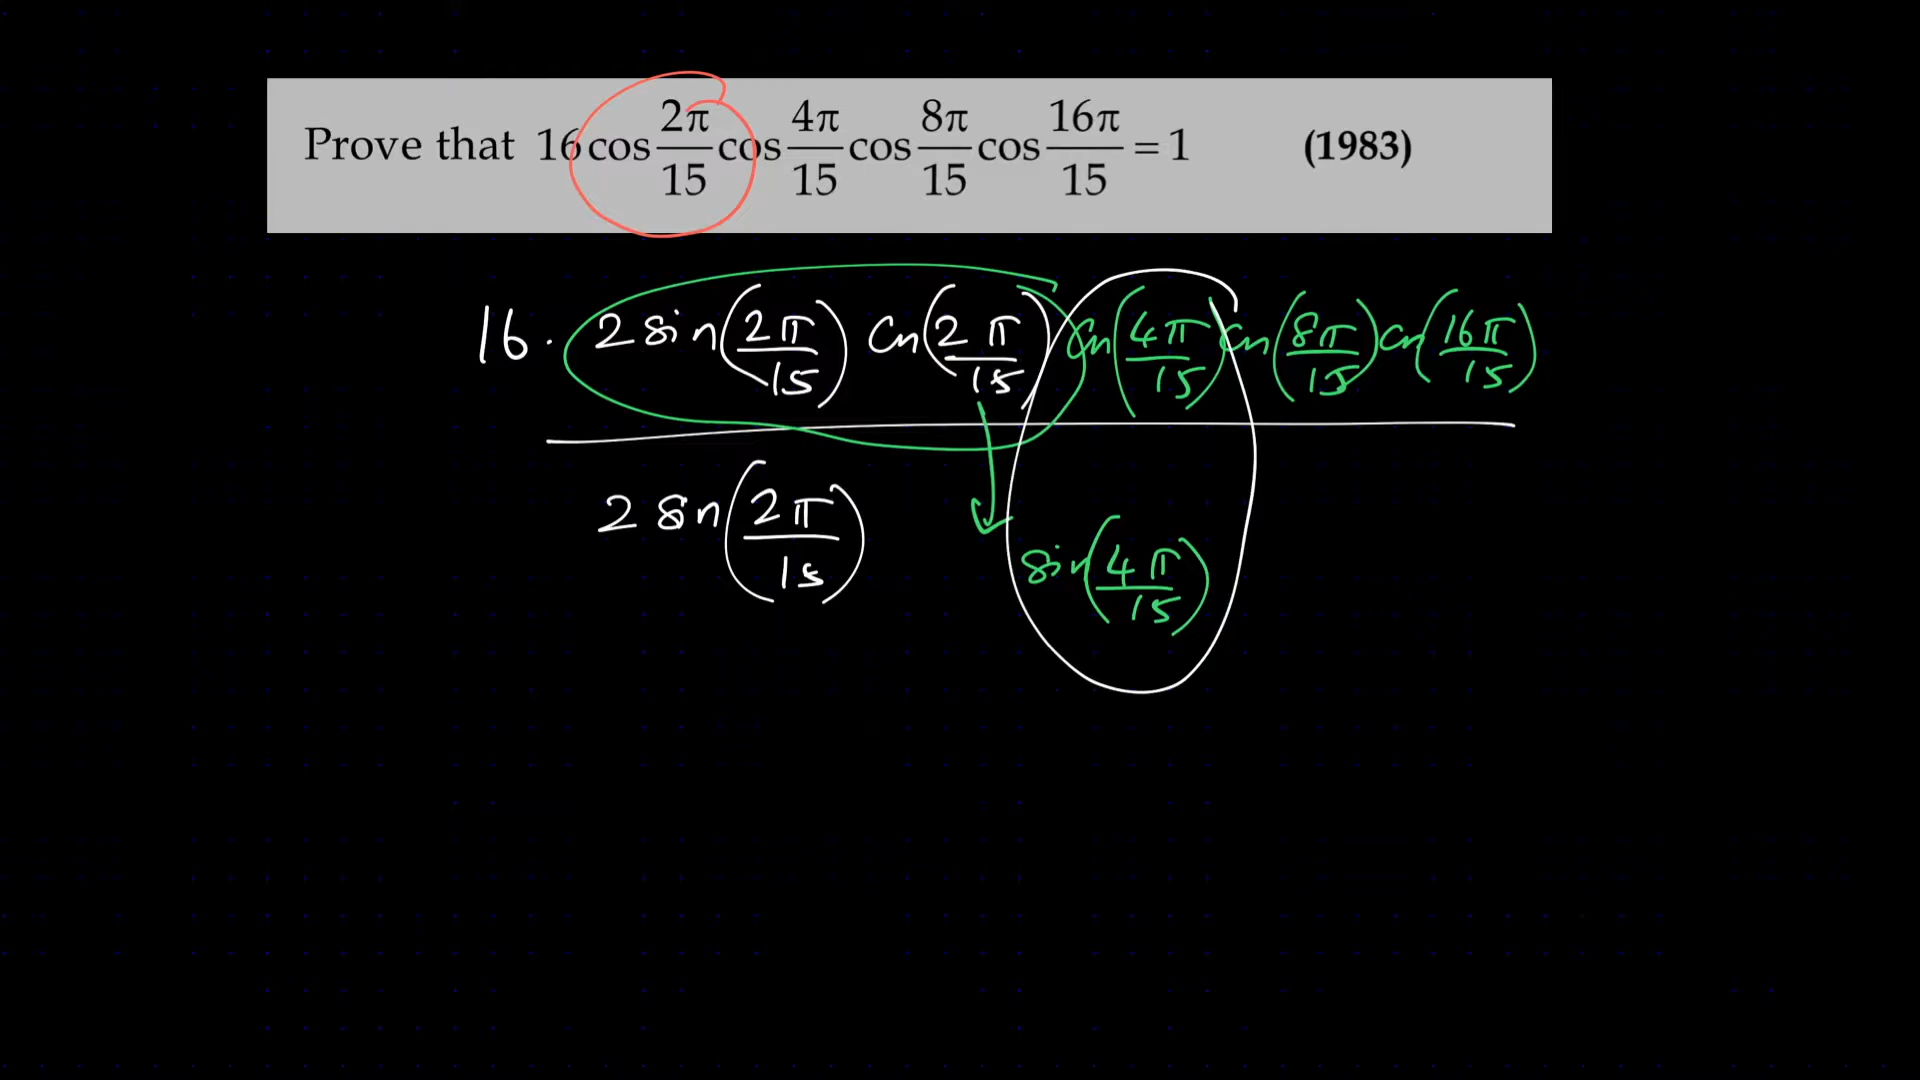 Prove that 16 cos 2π/15 cos 4π/15 cos 8π/15 cos 16π/15 = 1 (1983)
16 · 2 sin(2π/15) cos(2π/15) cos(4π/15) cos(8π/15) cos(16π/15)
2 sin(2π/15)
sin(4π/15)